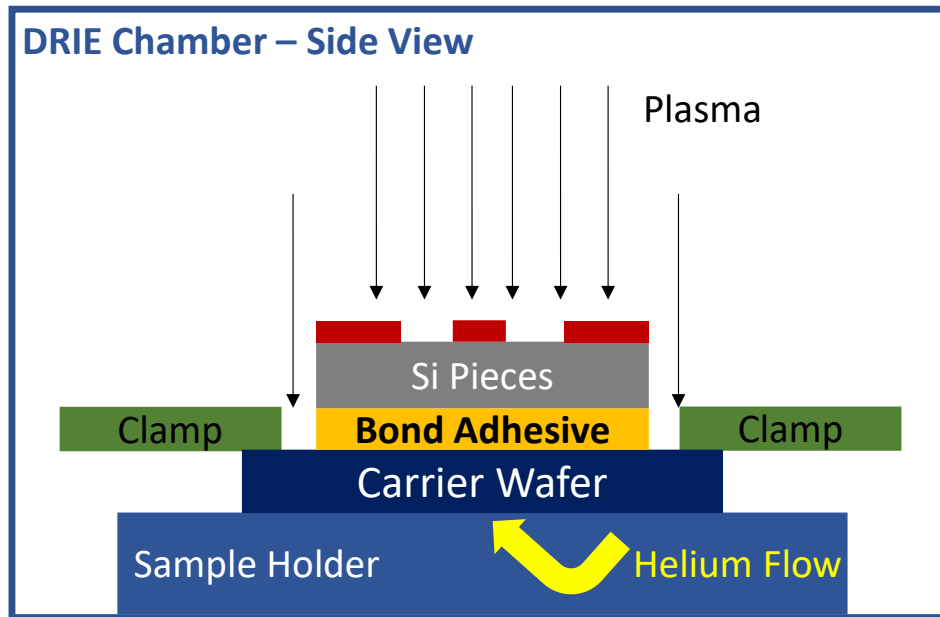 DRIE Chamber – Side View
Plasma
Si Pieces
Clamp
Bond Adhesive
Clamp
Carrier Wafer
Sample Holder
Helium Flow